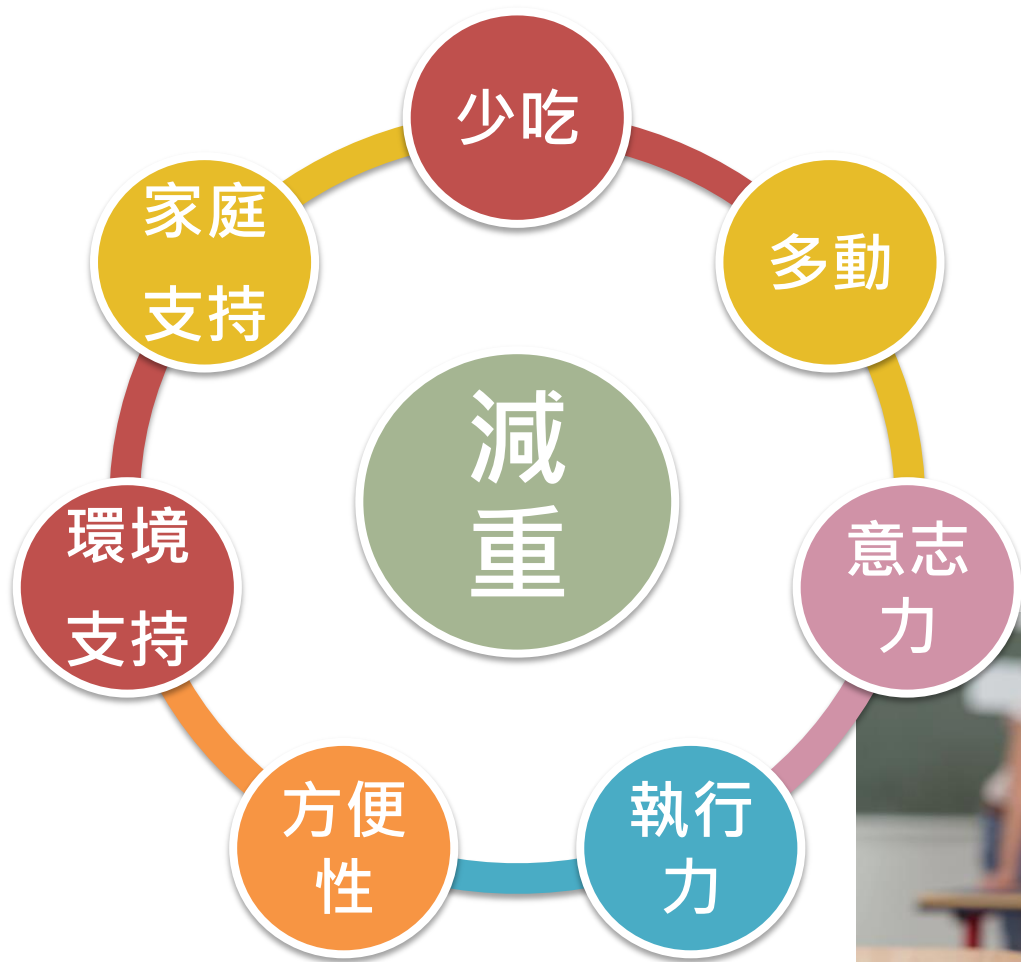 少吃
多動
意志
力
執行
力
方便
性
環境
支持
家庭
支持
減
重